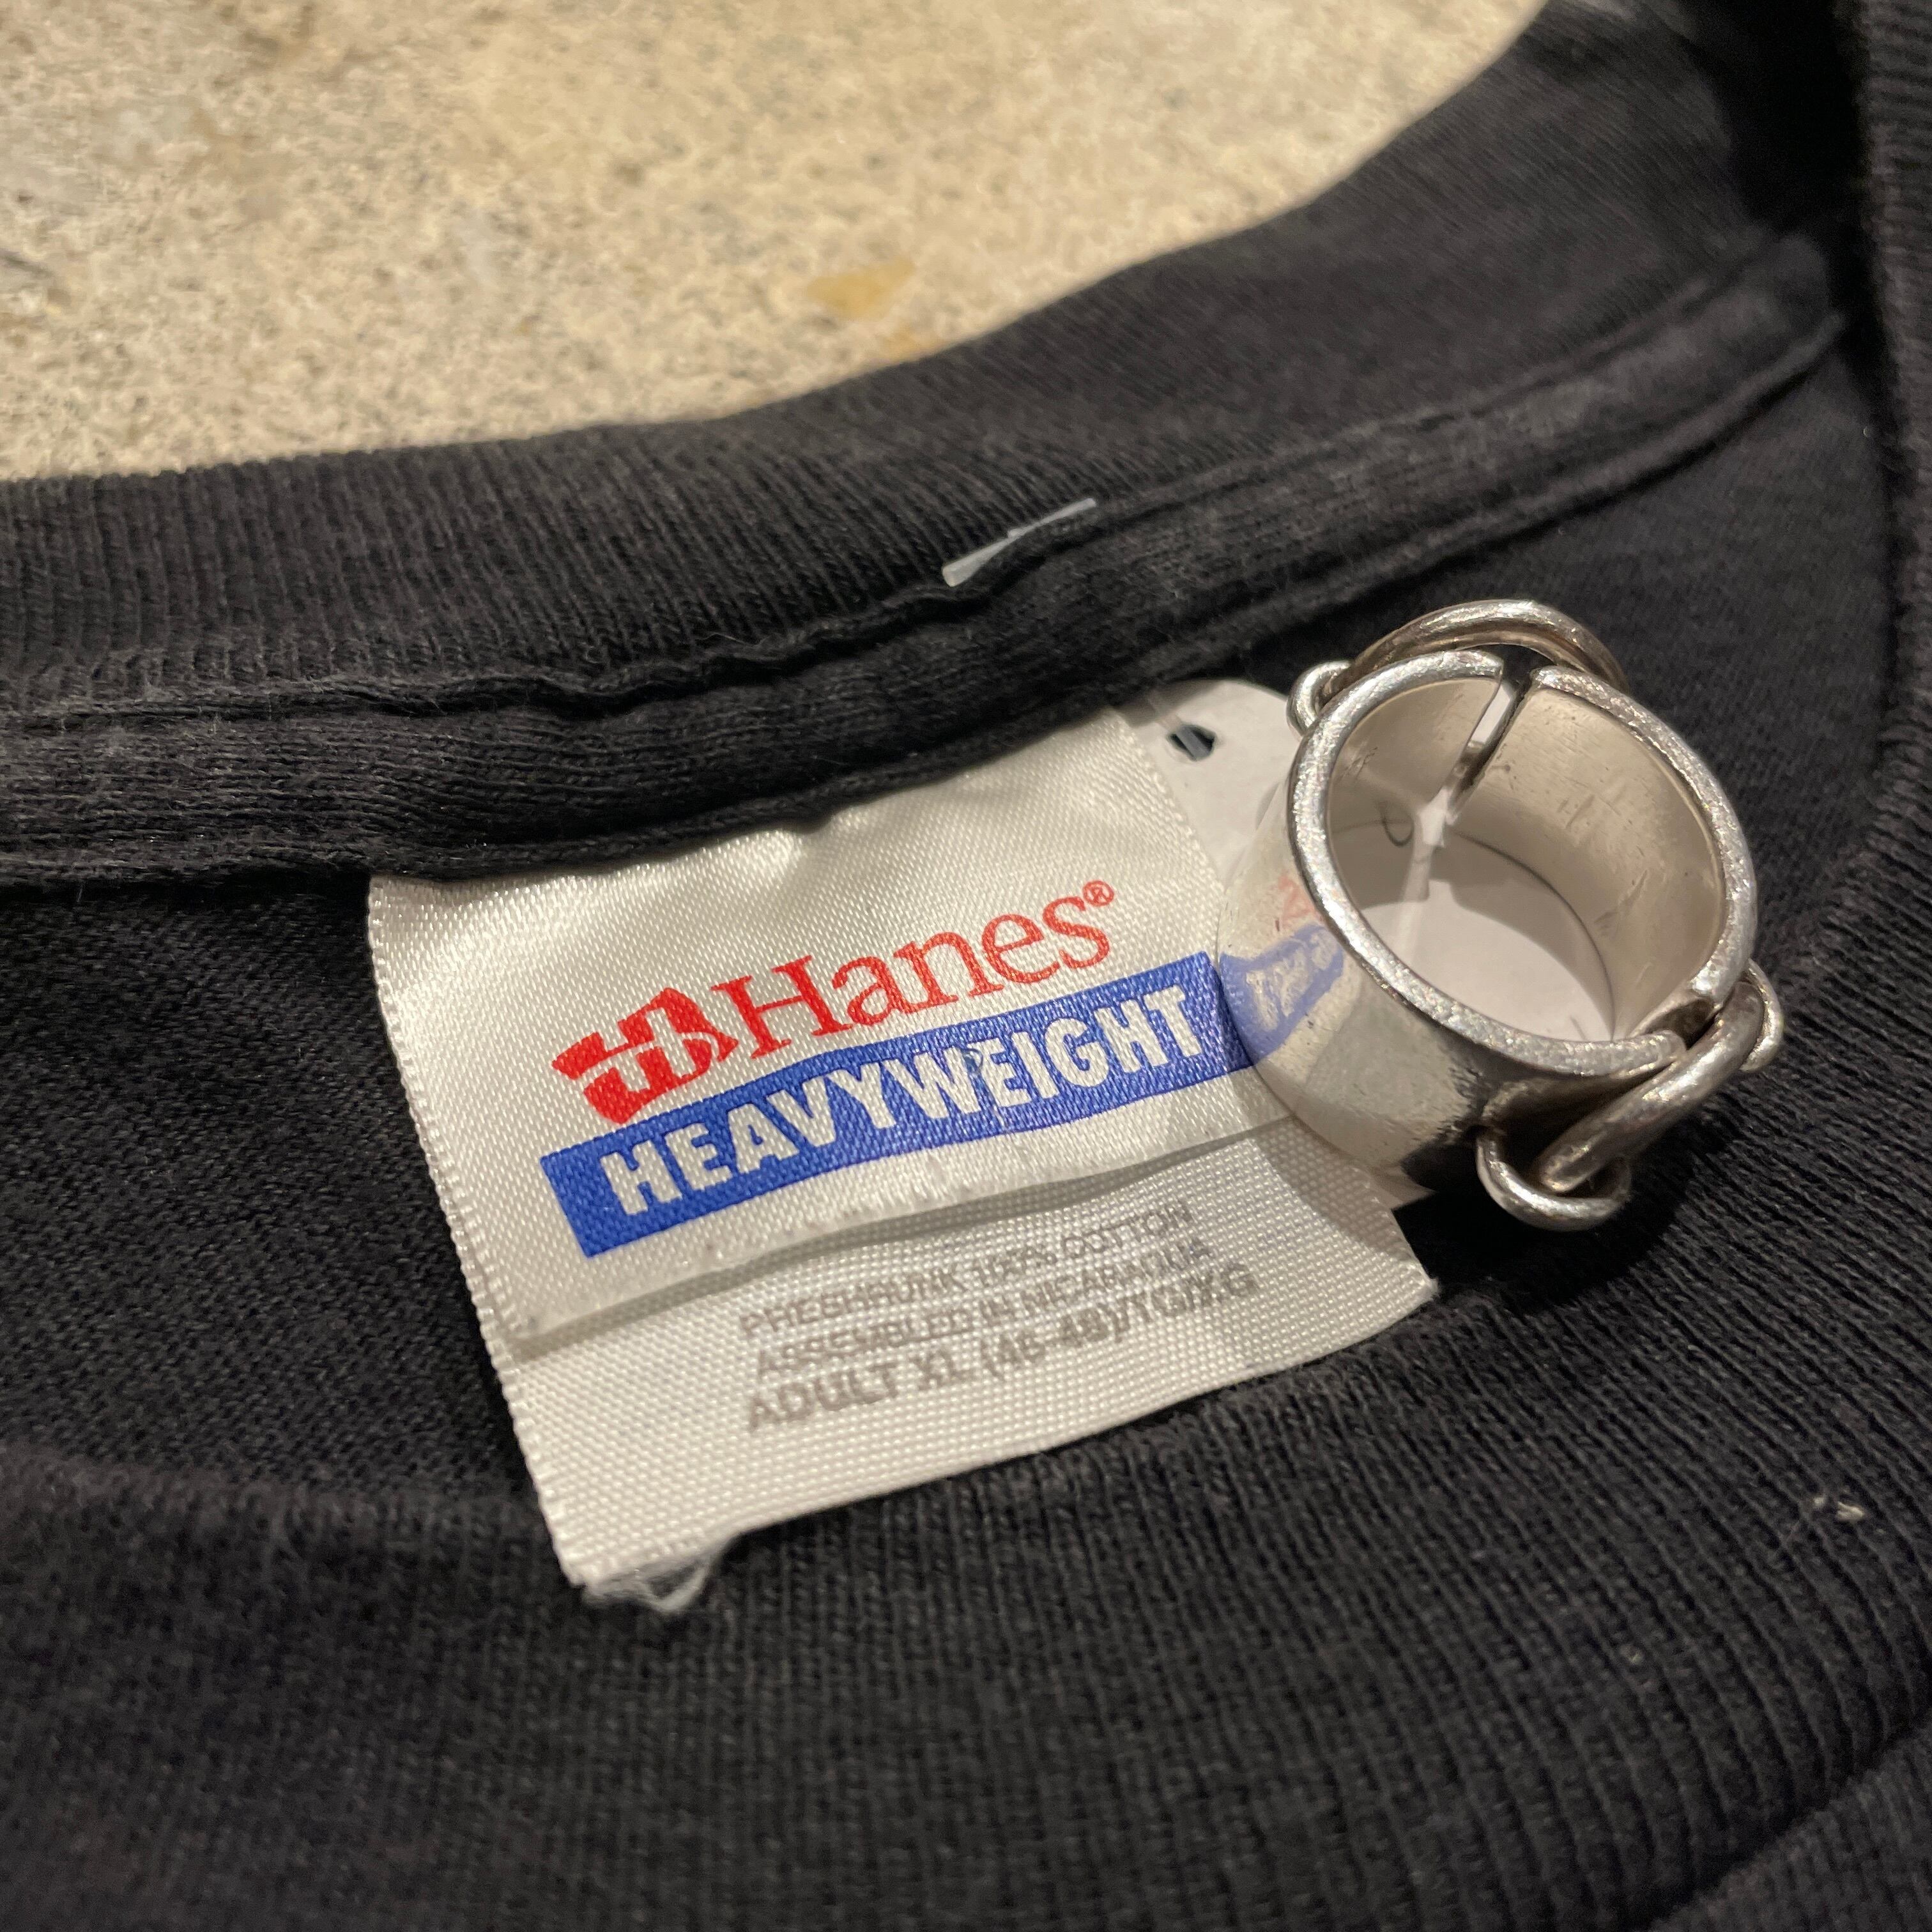 Hanes®
HEAVYWEIGHT
PRESHRUNK 100% COTTON
ASSEMBLED IN NICARAGUA
ADULT XL (46-48)/TG/XG